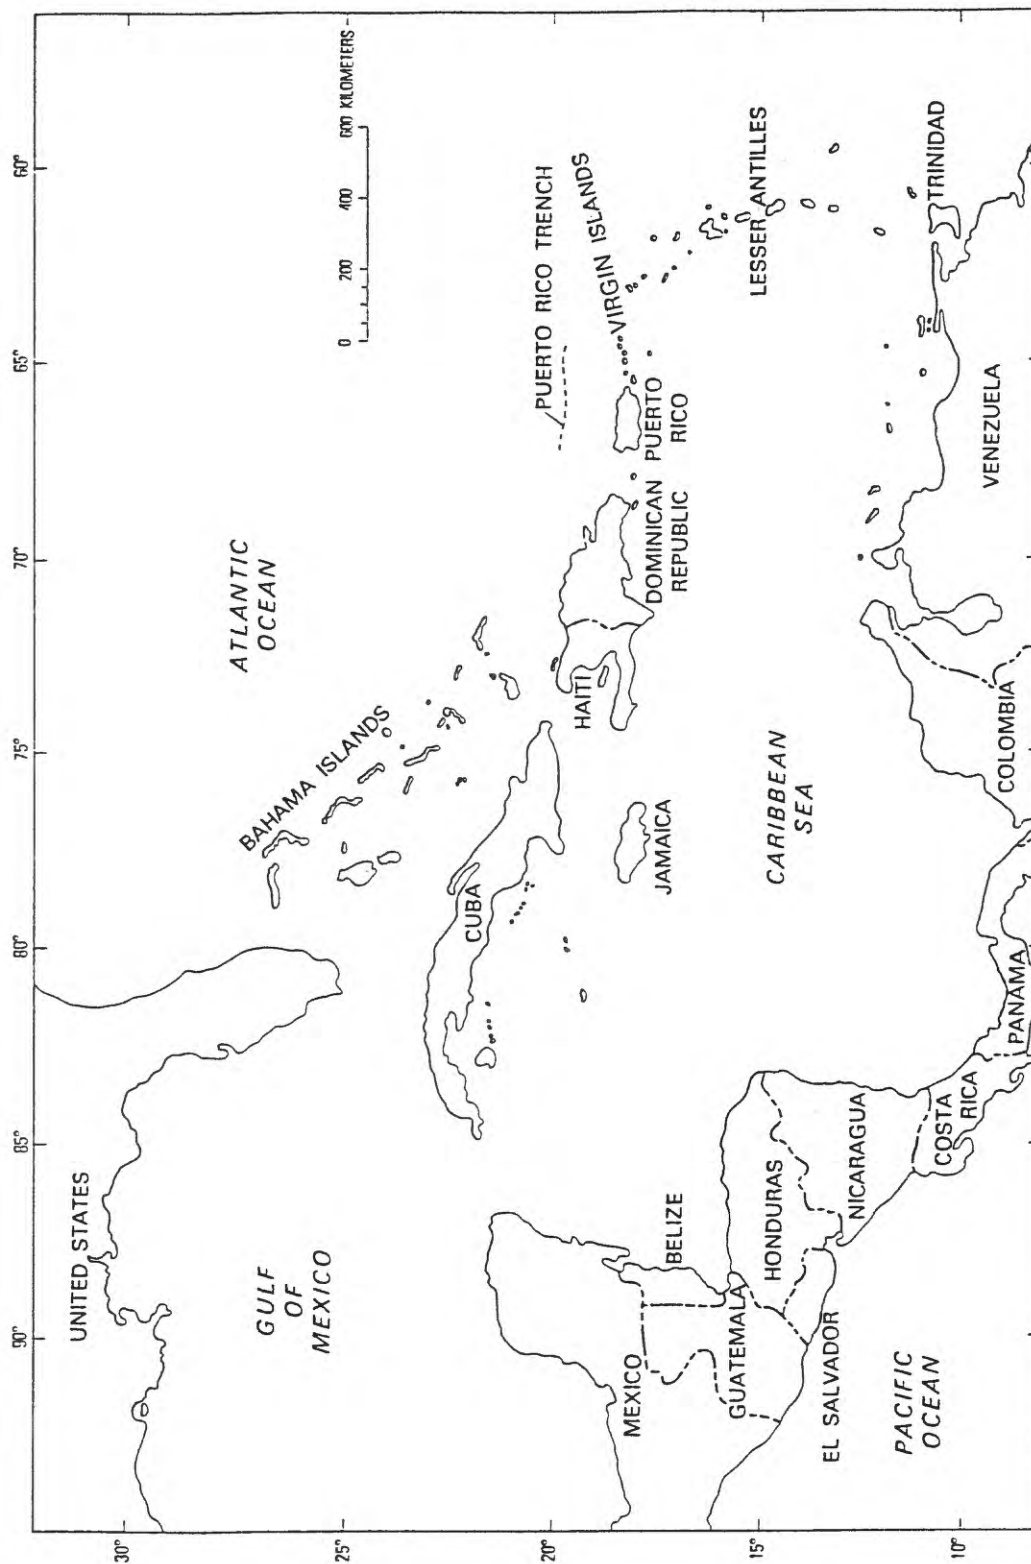 95°
90°
85°
80°
75°
70°
65°
60°
30°
25°
20°
15°
10°
UNITED STATES
GULF
OF
MEXICO
ATLANTIC
OCEAN
0 200 400 600 KILOMETERS
BAHAMA ISLANDS
CUBA
PUERTO RICO TRENCH
VIRGIN ISLANDS
HAITI
DOMINICAN
REPUBLIC
PUERTO
RICO
JAMAICA
LESSER ANTILLES
MEXICO
BELIZE
GUATEMALA
HONDURAS
CARIBBEAN
SEA
EL SALVADOR
NICARAGUA
PACIFIC
OCEAN
COSTA
RICA
PANAMA
COLOMBIA
VENEZUELA
TRINIDAD